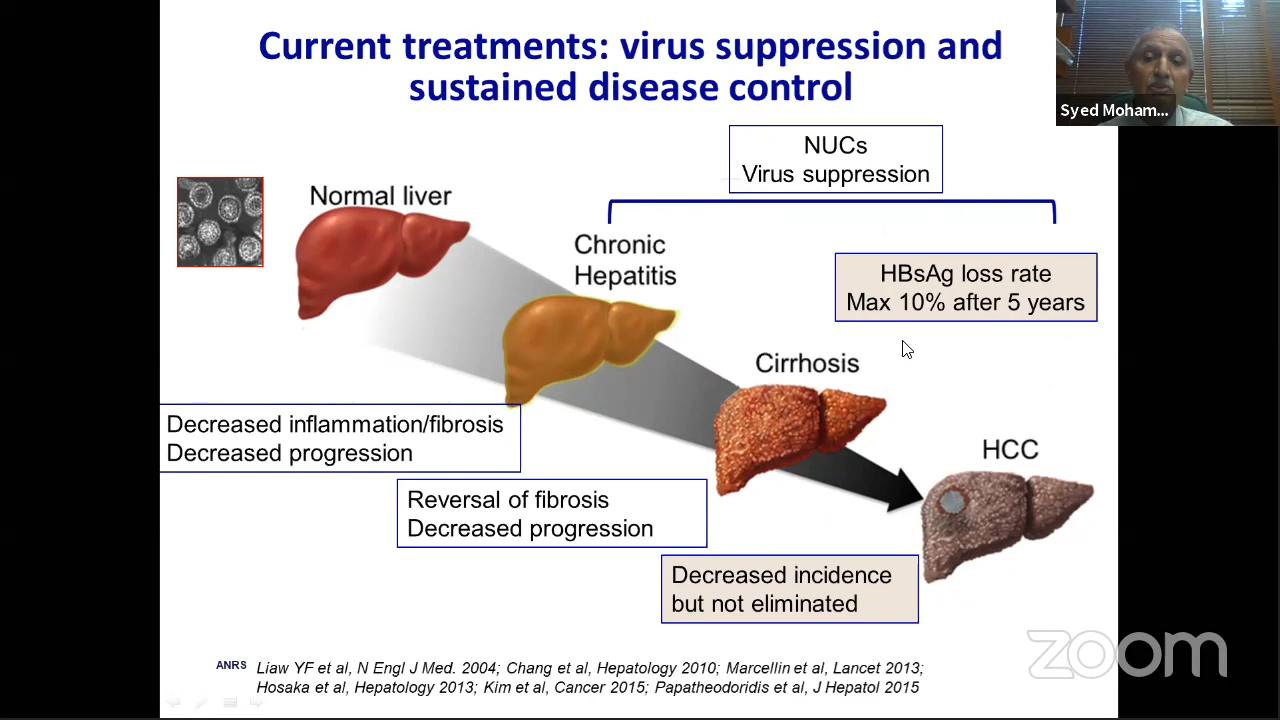 Current treatments: virus suppression and
sustained disease control
Syed Moham...
NUCs
Virus suppression
Normal liver
Chronic
Hepatitis
HBsAg loss rate
Max 10% after 5 years
Cirrhosis
Decreased inflammation/fibrosis
Decreased progression
HCC
Reversal of fibrosis
Decreased progression
Decreased incidence
but not eliminated
zoom
ANRS Liaw YF et al, N Engl J Med. 2004; Chang et al, Hepatology 2010; Marcellin et al, Lancet 2013;
Hosaka et al, Hepatology 2013; Kim et al, Cancer 2015; Papatheodoridis et al, J Hepatol 2015